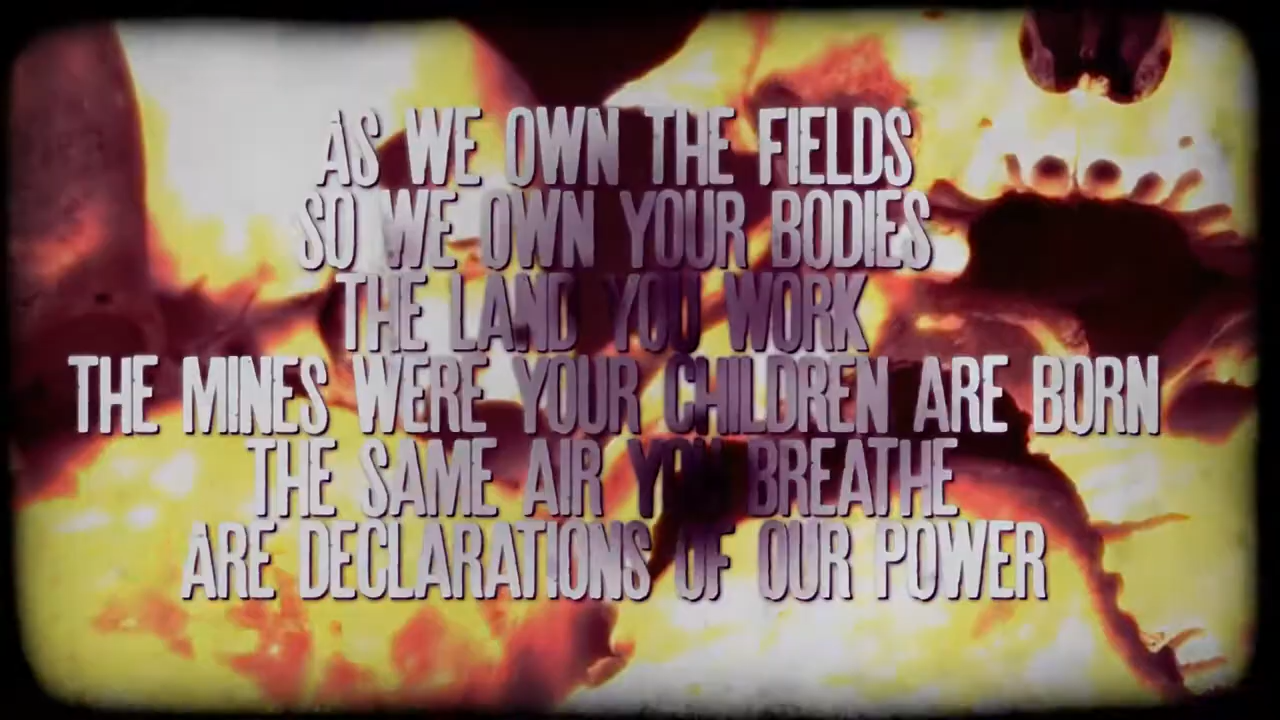 AS WE OWN THE FIELDS
SO WE OWN YOUR BODIES
THE LAND YOU WORK
THE MINES WERE YOUR CHILDREN ARE BORN
THE SAME AIR YOU BREATHE
ARE DECLARATIONS OF OUR POWER